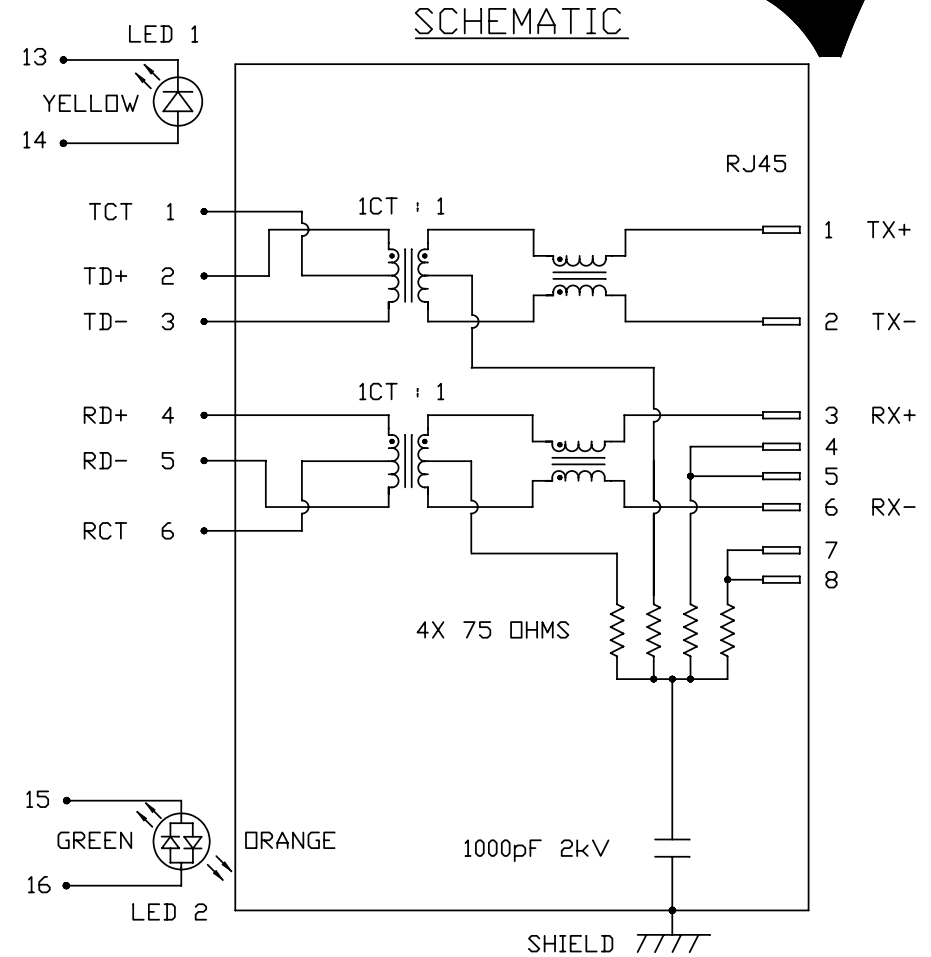 SCHEMATIC
LED 1
13
YELLOW
14
RJ45
TCT 1
1CT : 1
1 TX+
TD+ 2
TD- 3
2 TX-
1CT : 1
RD+ 4
3 RX+
4
RD- 5
5
6 RX-
RCT 6
7
8
4X 75 OHMS
15
GREEN
ORANGE
1000pF 2kV
16
LED 2
SHIELD